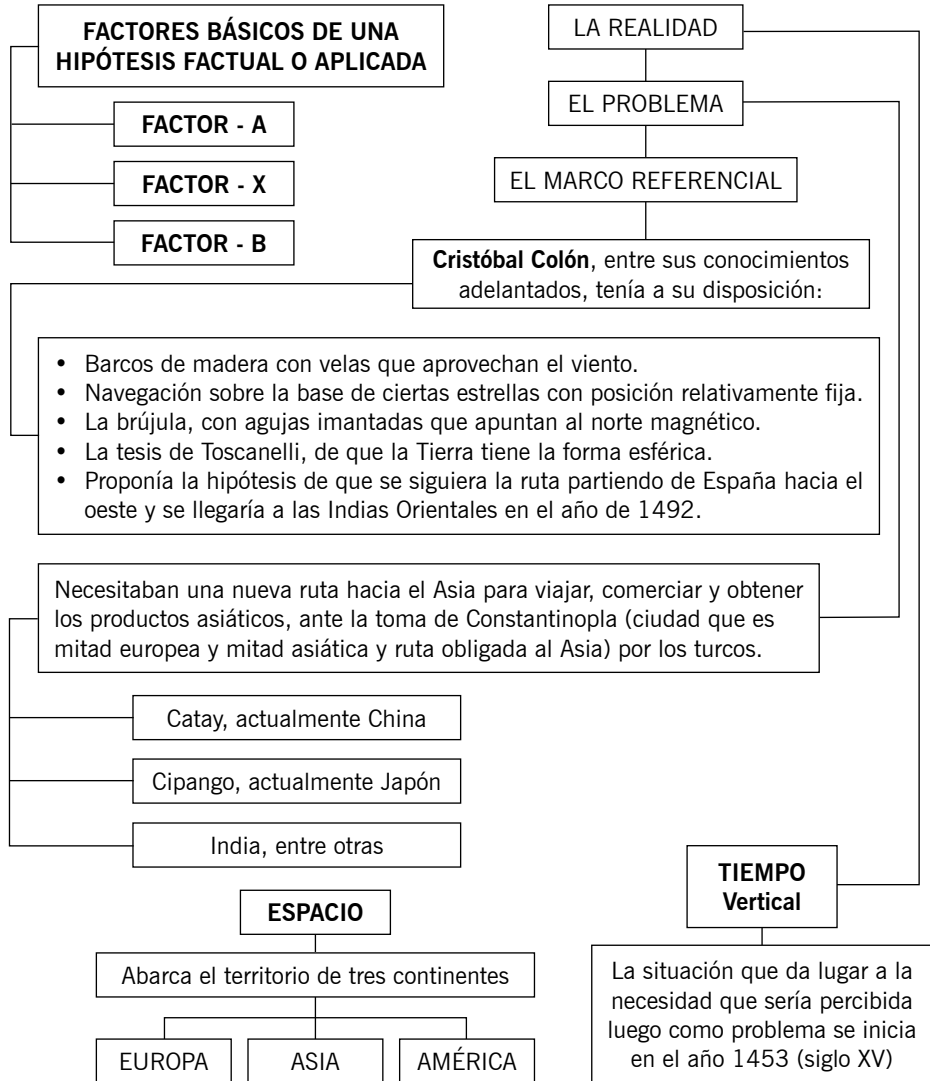 FACTORES BÁSICOS DE UNA
HIPÓTESIS FACTUAL O APLICADA
FACTOR - A
FACTOR - X
FACTOR - B
LA REALIDAD
EL PROBLEMA
EL MARCO REFERENCIAL
Cristóbal Colón, entre sus conocimientos
adelantados, tenía a su disposición:
• Barcos de madera con velas que aprovechan el viento.
• Navegación sobre la base de ciertas estrellas con posición relativamente fija.
• La brújula, con agujas imantadas que apuntan al norte magnético.
• La tesis de Toscanelli, de que la Tierra tiene la forma esférica.
• Proponía la hipótesis de que se siguiera la ruta partiendo de España hacia el
oeste y se llegaría a las Indias Orientales en el año de 1492.
Necesitaban una nueva ruta hacia el Asia para viajar, comerciar y obtener
los productos asiáticos, ante la toma de Constantinopla (ciudad que es
mitad europea y mitad asiática y ruta obligada al Asia) por los turcos.
Catay, actualmente China
Cipango, actualmente Japón
India, entre otras
ESPACIO
Abarca el territorio de tres continentes
EUROPA
ASIA
AMÉRICA
TIEMPO
Vertical
La situación que da lugar a la
necesidad que sería percibida
luego como problema se inicia
en el año 1453 (siglo XV)